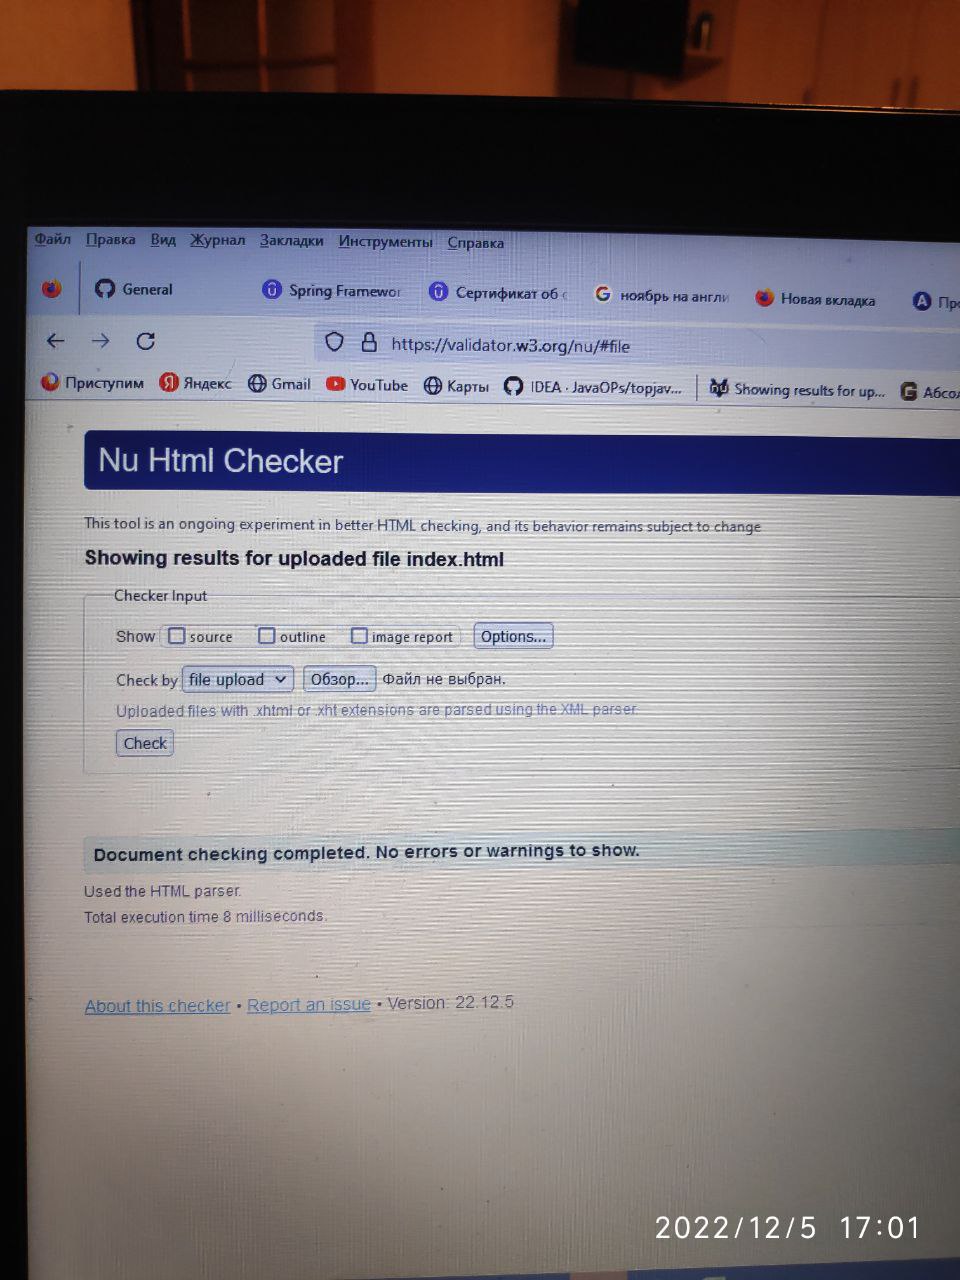 Файл Правка Вид Журнал Закладки Инструменты Справка
General Spring Framewor Сертификат об ноябрь на англи Новая вкладка
https://validator.w3.org/nu/#file
Приступим Яндекс Gmail YouTube Карты IDEA · JavaOPs/topjav... Showing results for up...
Nu Html Checker
This tool is an ongoing experiment in better HTML checking, and its behavior remains subject to change
Showing results for uploaded file index.html
Checker Input
Show source outline image report Options...
Check by file upload Обзор... Файл не выбран.
Uploaded files with .xhtml or .xht extensions are parsed using the XML parser.
Check
Document checking completed. No errors or warnings to show.
Used the HTML parser.
Total execution time 8 milliseconds.
About this checker • Report an issue • Version: 22.12.5
2022/12/5 17:01